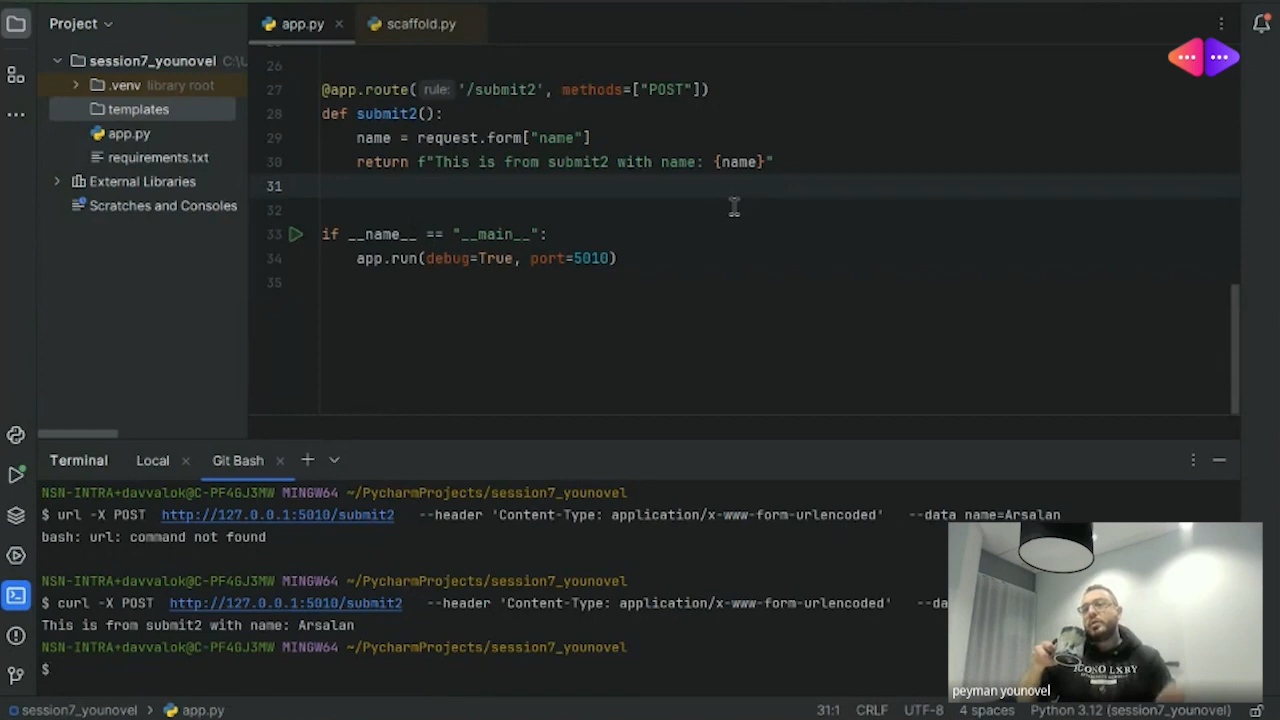 Project
app.py
scaffold.py
session7_younovel C:\U
.venv library root
templates
app.py
requirements.txt
External Libraries
Scratches and Consoles
26
27 @app.route( rule: '/submit2', methods=["POST"])
28 def submit2():
29 name = request.form["name"]
30 return f"This is from submit2 with name: {name}"
31
32
33 if __name__ == "__main__":
34 app.run(debug=True, port=5010)
35
Terminal Local Git Bash
NSN-INTRA+davvalok@C-PF4GJ3MW MINGW64 ~/PycharmProjects/session7_younovel
$ url -X POST http://127.0.0.1:5010/submit2 --header 'Content-Type: application/x-www-form-urlencoded' --data name=Arsalan
bash: url: command not found
NSN-INTRA+davvalok@C-PF4GJ3MW MINGW64 ~/PycharmProjects/session7_younovel
$ curl -X POST http://127.0.0.1:5010/submit2 --header 'Content-Type: application/x-www-form-urlencoded' --da
This is from submit2 with name: Arsalan
NSN-INTRA+davvalok@C-PF4GJ3MW MINGW64 ~/PycharmProjects/session7_younovel
$
ICONO LXRY
peyman younovel
session7_younovel > app.py
31:1 CRLF UTF-8 4 spaces Python 3.12 (session7_younovel)